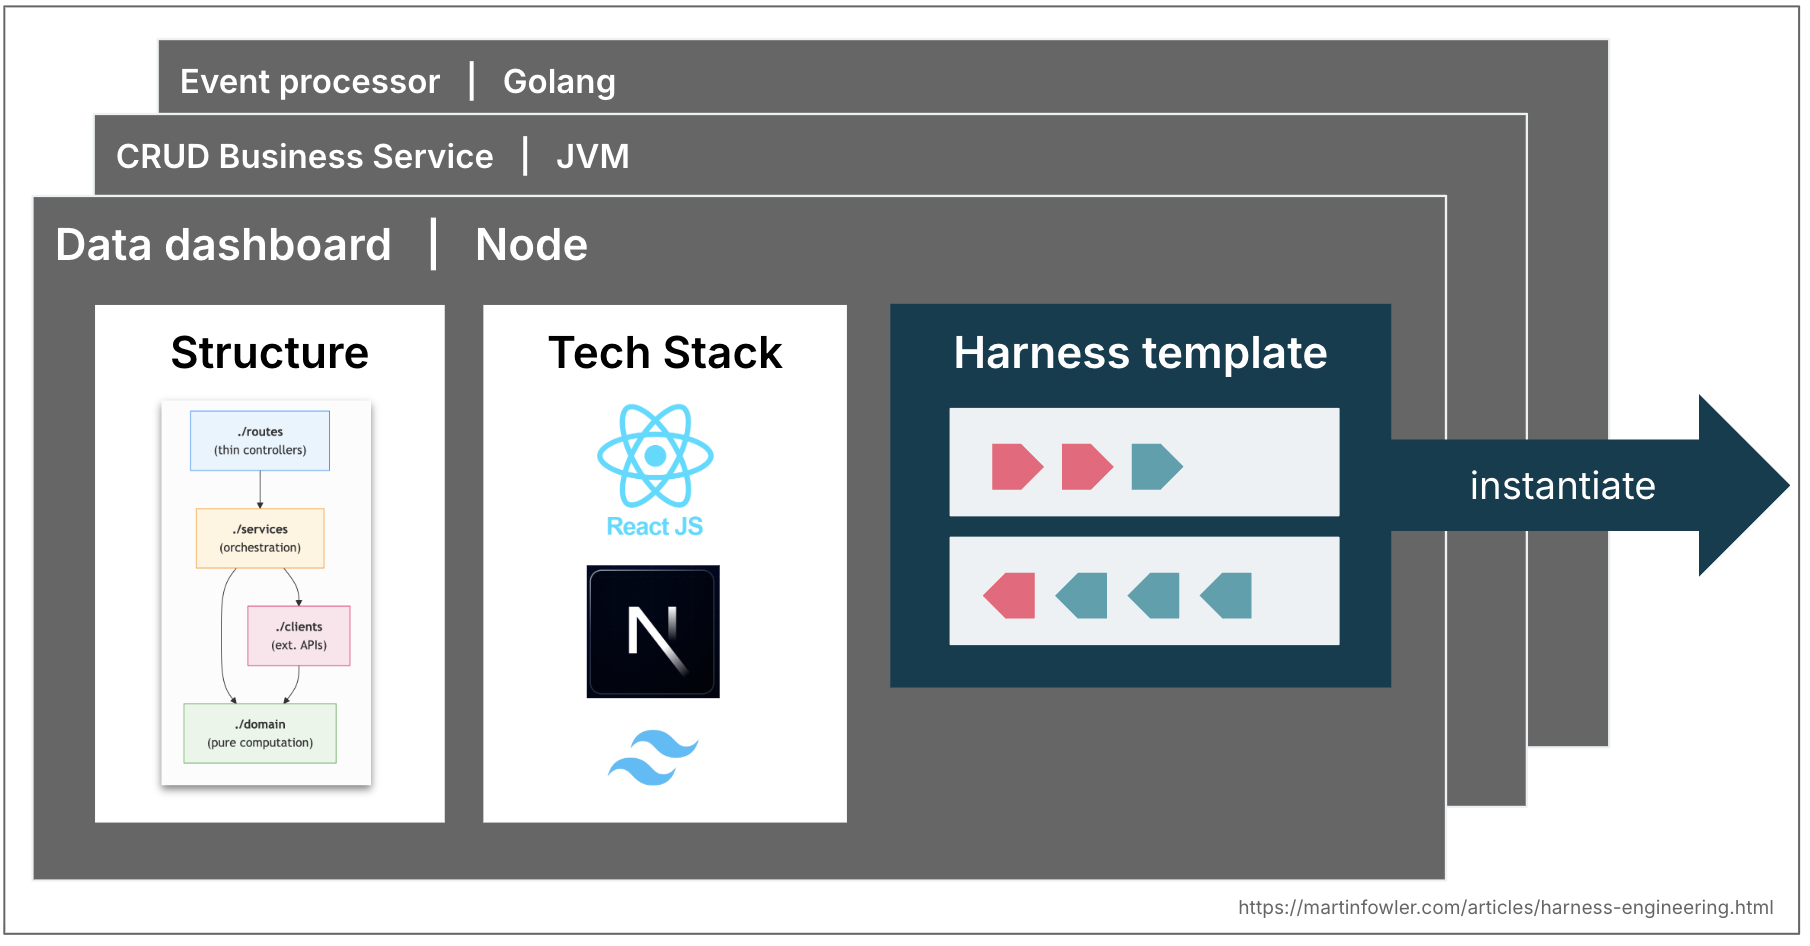 Event processor | Golang
CRUD Business Service | JVM
Data dashboard | Node
Structure
./routes
(thin controllers)
./services
(orchestration)
./clients
(ext. APIs)
./domain
(pure computation)
Tech Stack
React JS
N
Harness template
instantiate
https://martinfowler.com/articles/harness-engineering.html